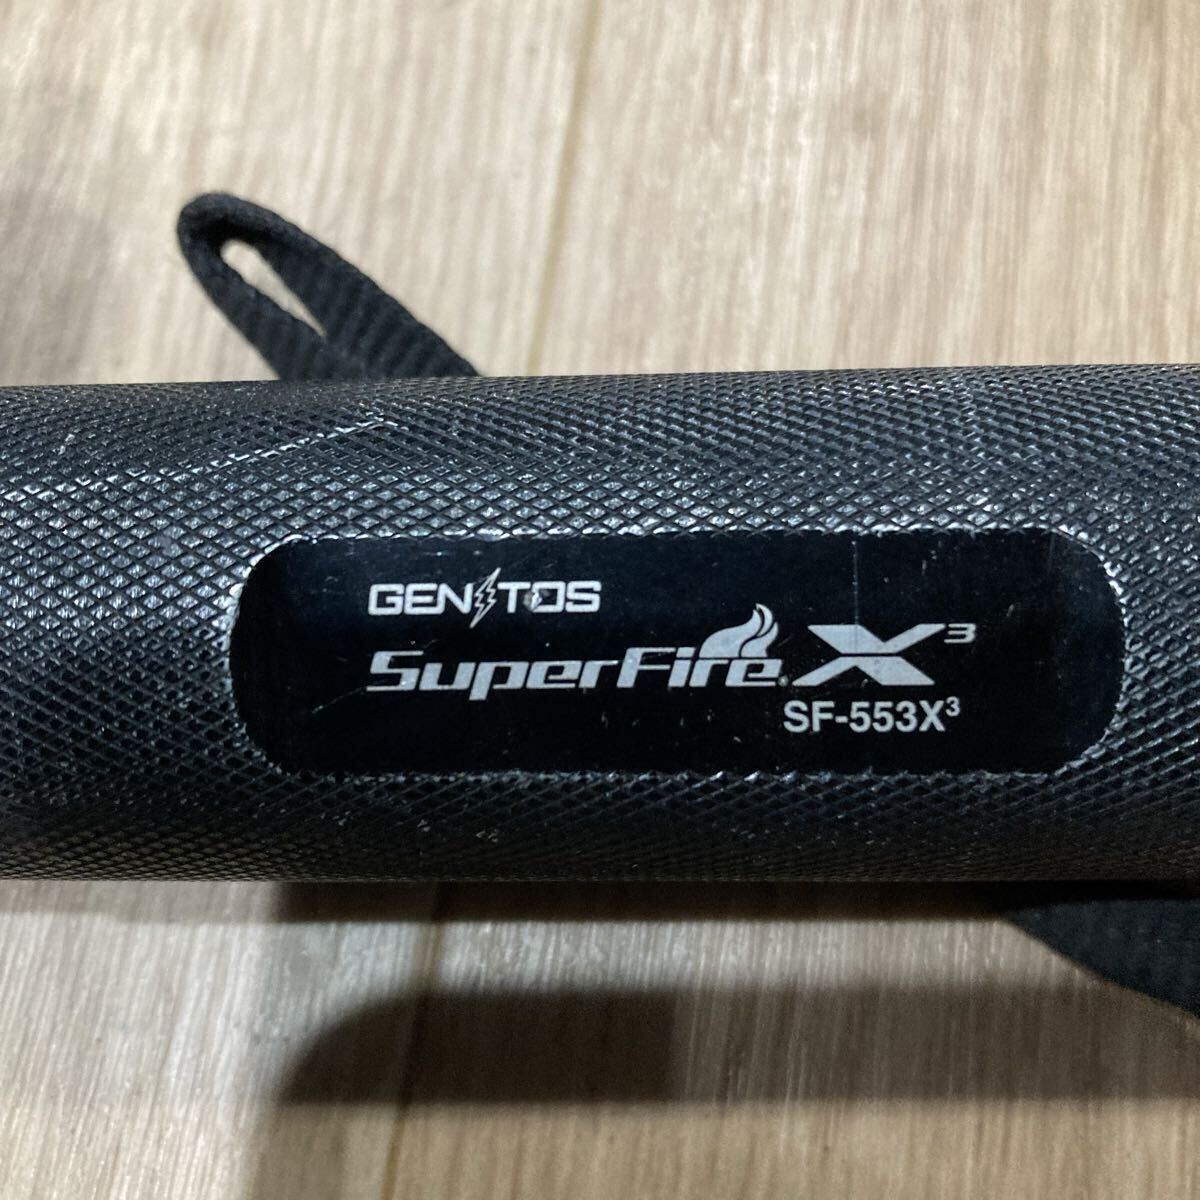 GENTOS
SuperFire® X³
SF-553X³